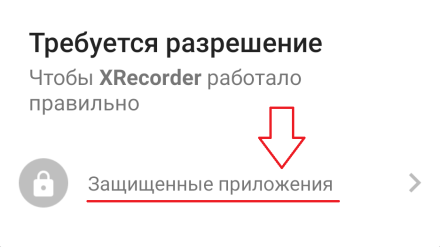 Требуется разрешение
Чтобы XRecorder работало
правильно
Защищенные приложения